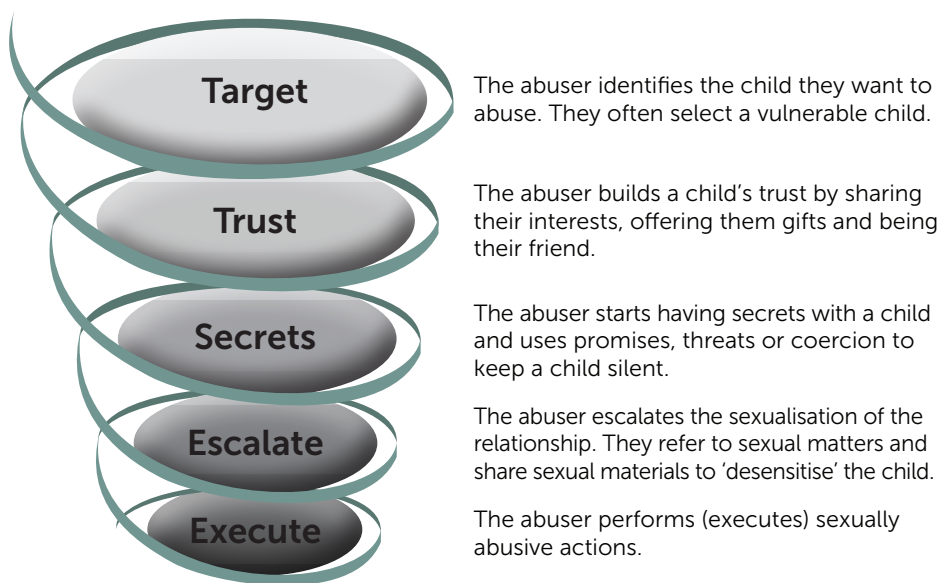 Target
The abuser identifies the child they want to
abuse. They often select a vulnerable child.
Trust
The abuser builds a child’s trust by sharing
their interests, offering them gifts and being
their friend.
Secrets
The abuser starts having secrets with a child
and uses promises, threats or coercion to
keep a child silent.
Escalate
The abuser escalates the sexualisation of the
relationship. They refer to sexual matters and
share sexual materials to ‘desensitise’ the child.
Execute
The abuser performs (executes) sexually
abusive actions.